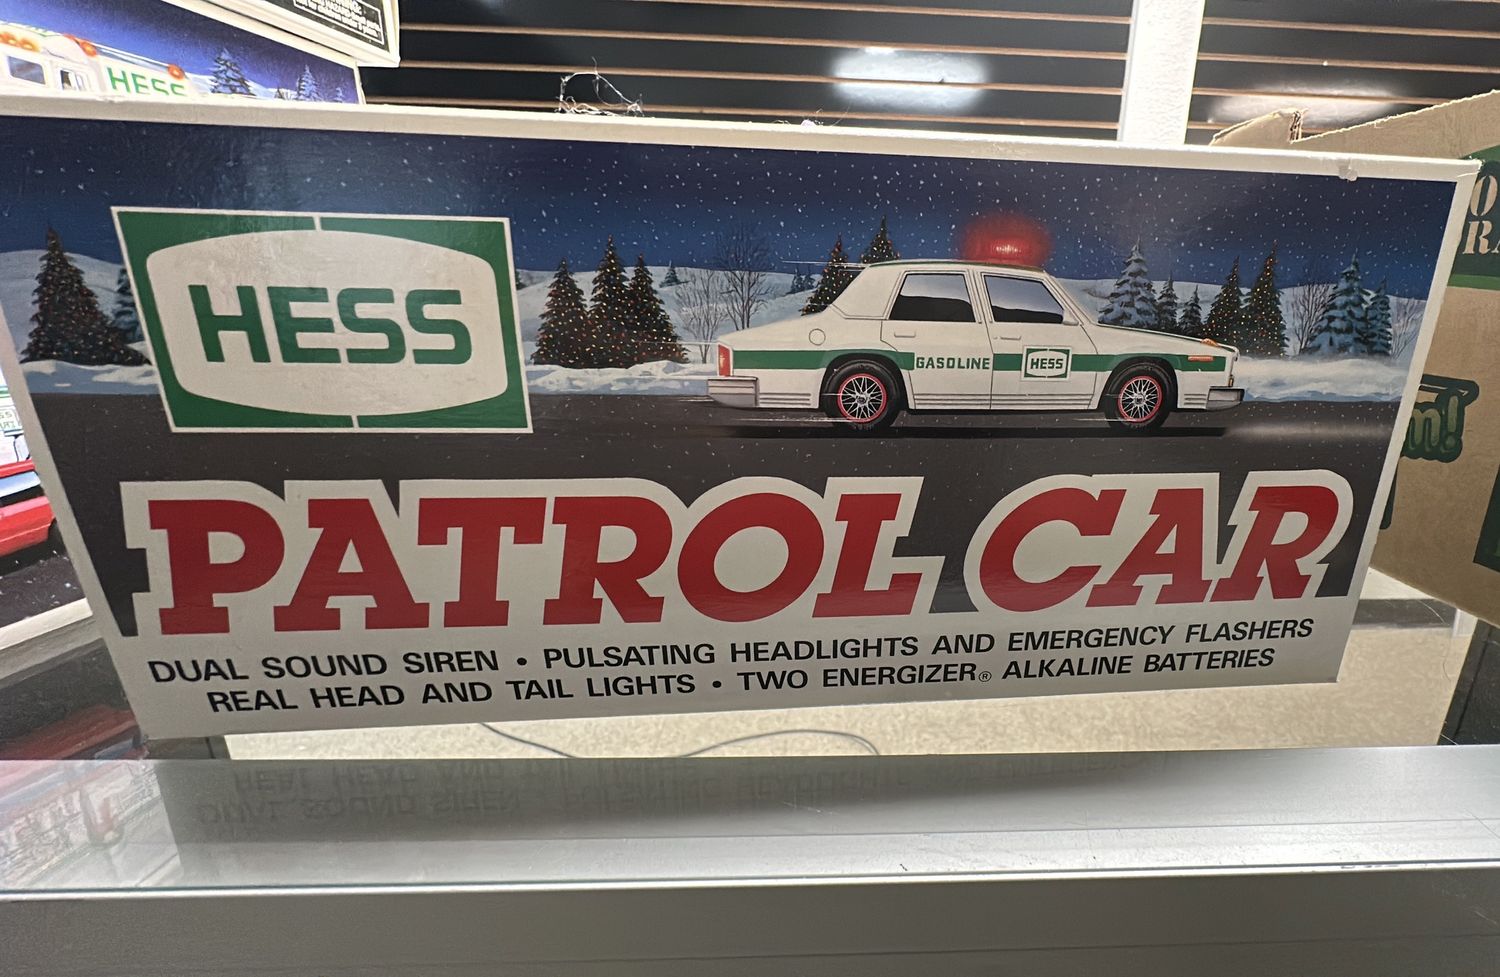 HESS
HESS
GASOLINE
HESS
PATROL CAR
DUAL SOUND SIREN • PULSATING HEADLIGHTS AND EMERGENCY FLASHERS
REAL HEAD AND TAIL LIGHTS • TWO ENERGIZER® ALKALINE BATTERIES